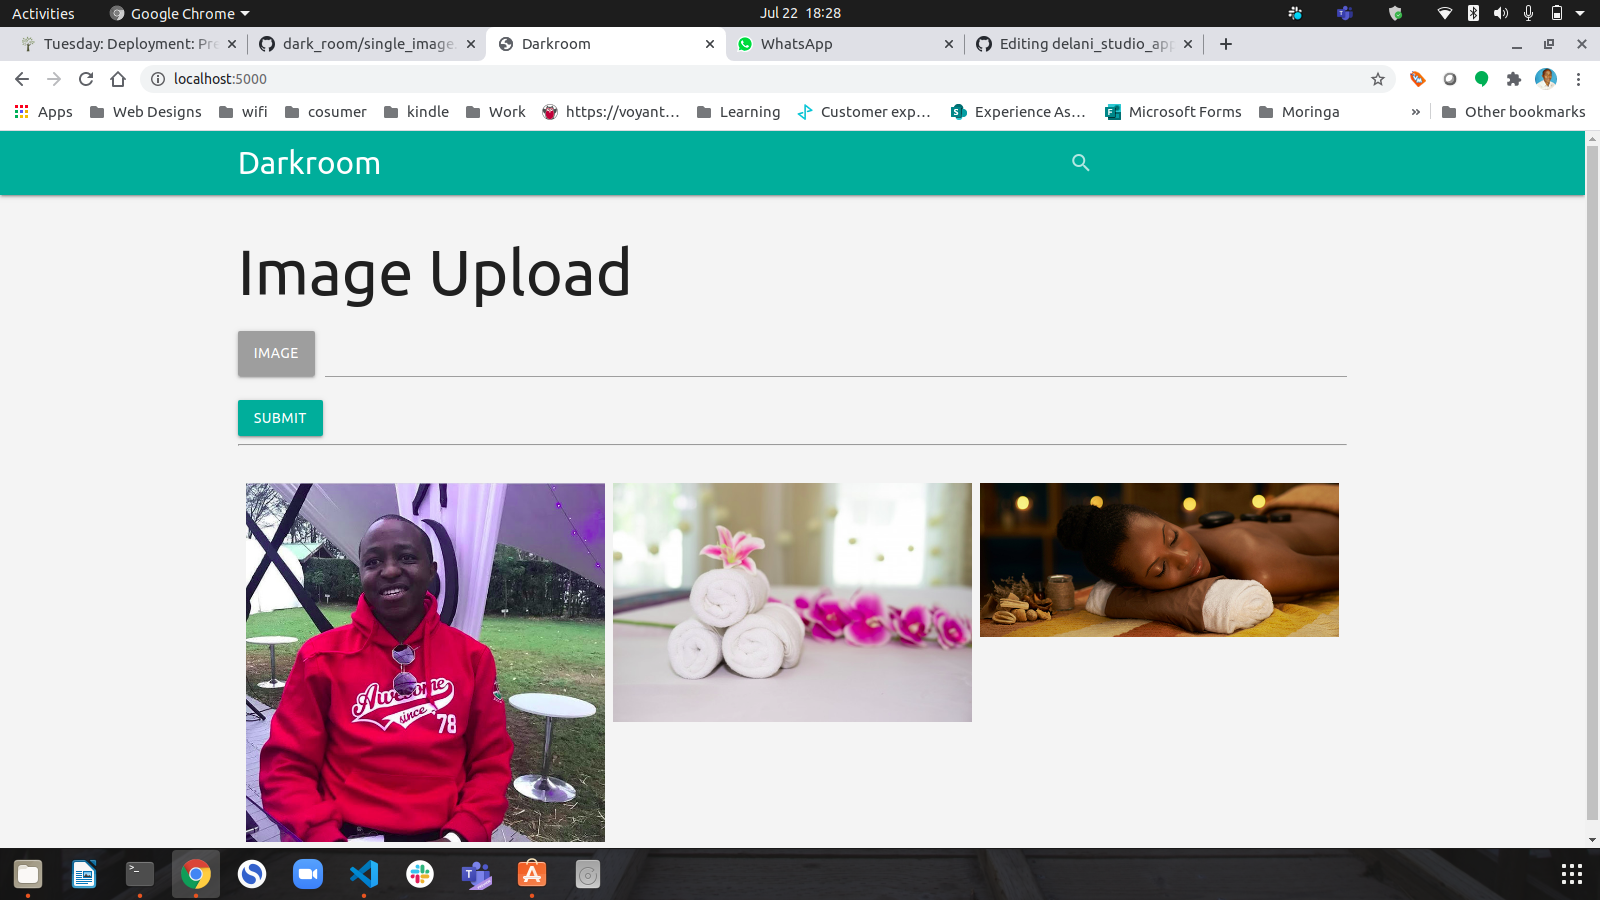 Activities Google Chrome Jul 22 18:28
Tuesday: Deployment: Pre dark_room/single_image. Darkroom WhatsApp Editing delani_studio_app
localhost:5000
Apps Web Designs wifi cosumer kindle Work https://voyant... Learning Customer exp... Experience As... Microsoft Forms Moringa » Other bookmarks
Darkroom
Image Upload
IMAGE
SUBMIT
Awesome
since
78